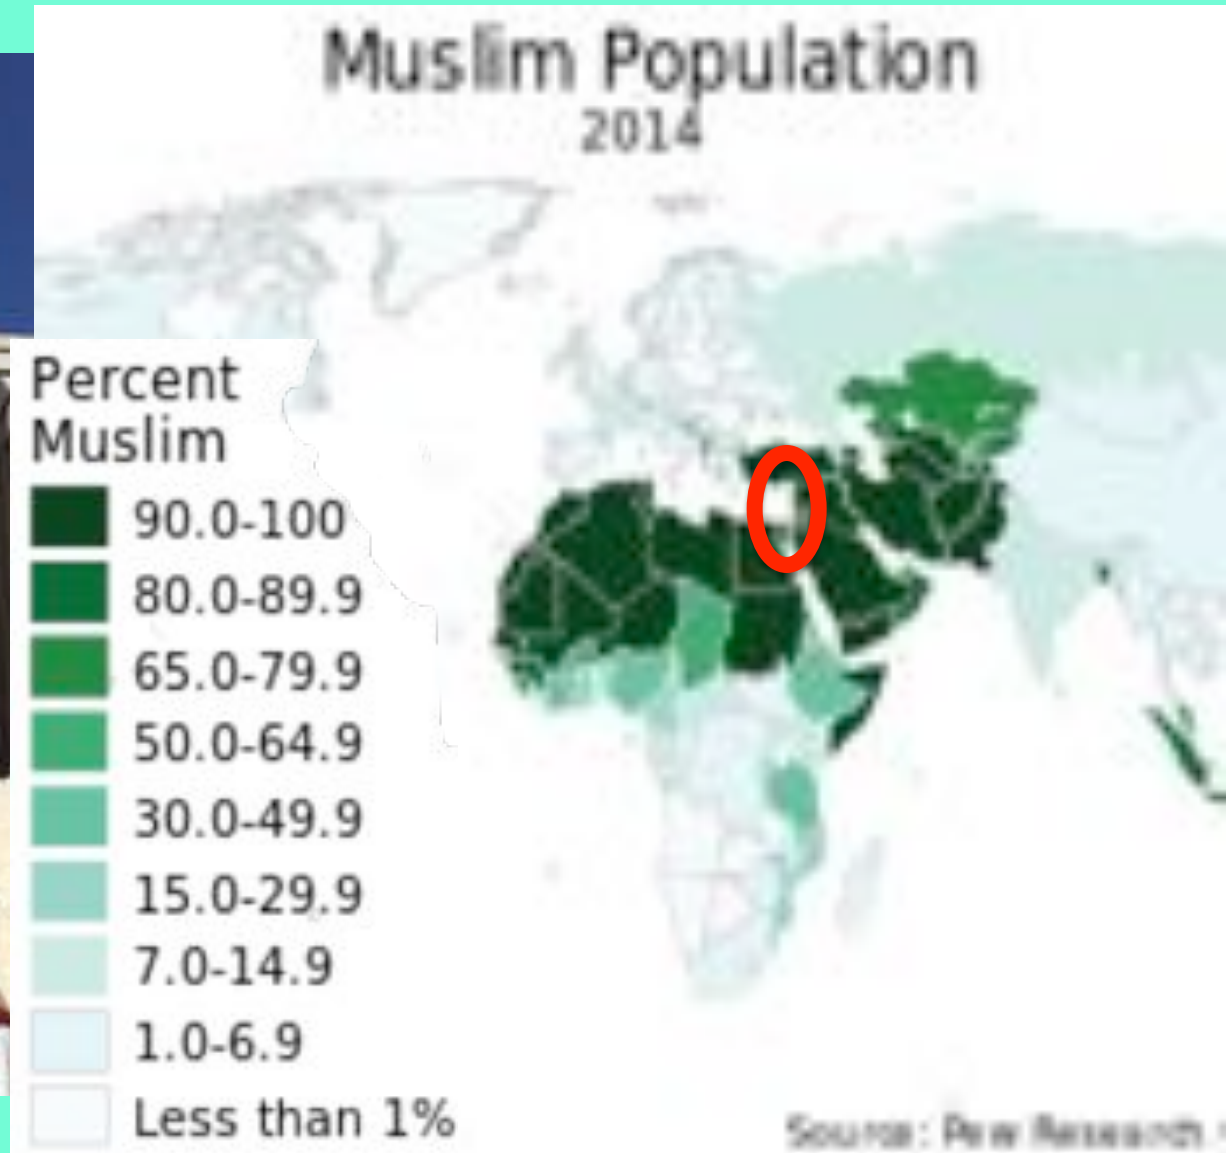 Muslim Population
2014
Percent
Muslim
90.0-100
80.0-89.9
65.0-79.9
50.0-64.9
30.0-49.9
15.0-29.9
7.0-14.9
1.0-6.9
Less than 1%
Source: Pew Research